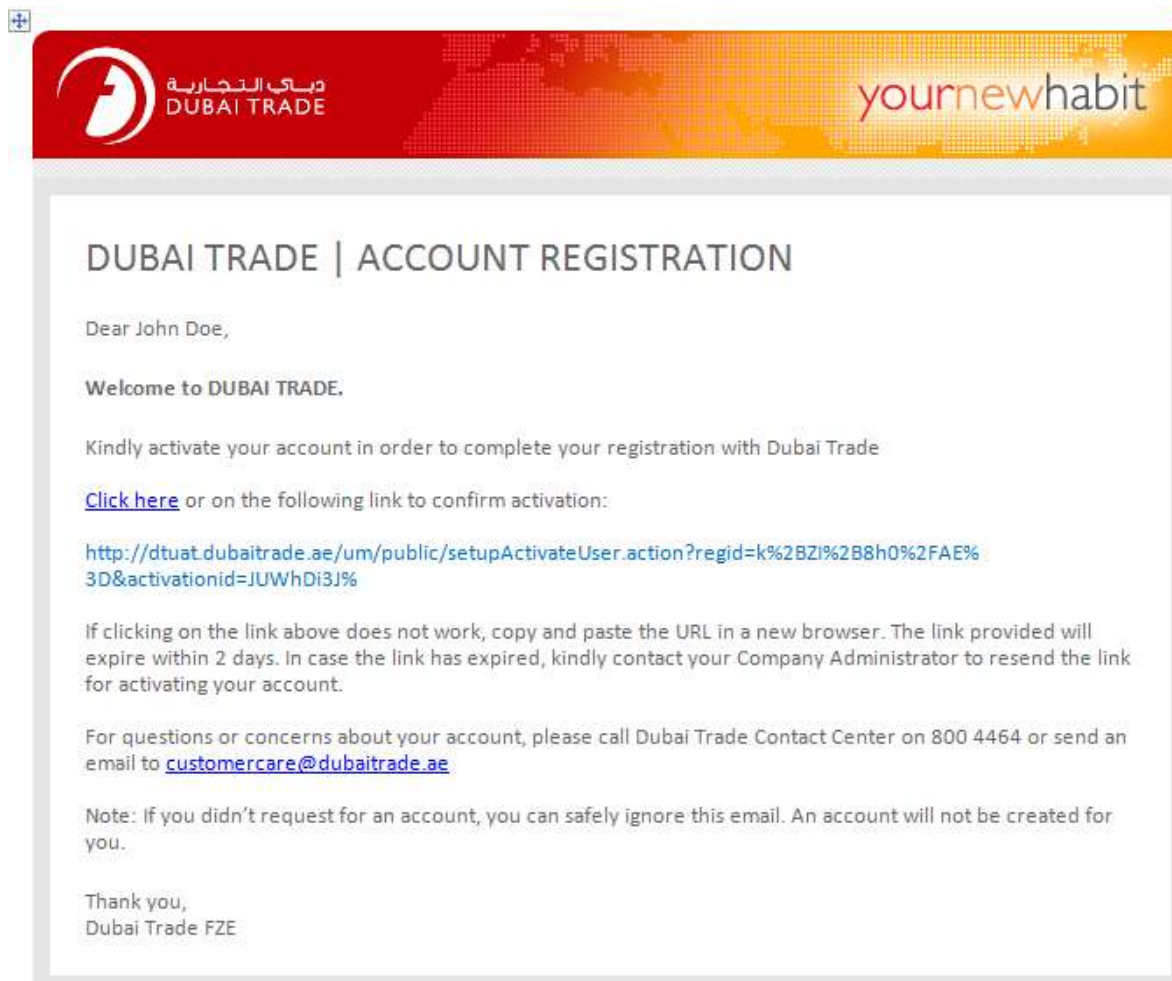 دبي التجارية
DUBAI TRADE
yournewhabit
DUBAI TRADE | ACCOUNT REGISTRATION
Dear John Doe,
Welcome to DUBAI TRADE.
Kindly activate your account in order to complete your registration with Dubai Trade
Click here or on the following link to confirm activation:
http://dtuat.dubaitrade.ae/um/public/setupActivateUser.action?regid=k%2BZI%2B8h0%2FAE%
3D&activationid=JUWhDi3J%
If clicking on the link above does not work, copy and paste the URL in a new browser. The link provided will
expire within 2 days. In case the link has expired, kindly contact your Company Administrator to resend the link
for activating your account.
For questions or concerns about your account, please call Dubai Trade Contact Center on 800 4464 or send an
email to customercare@dubaitrade.ae
Note: If you didn’t request for an account, you can safely ignore this email. An account will not be created for
you.
Thank you,
Dubai Trade FZE